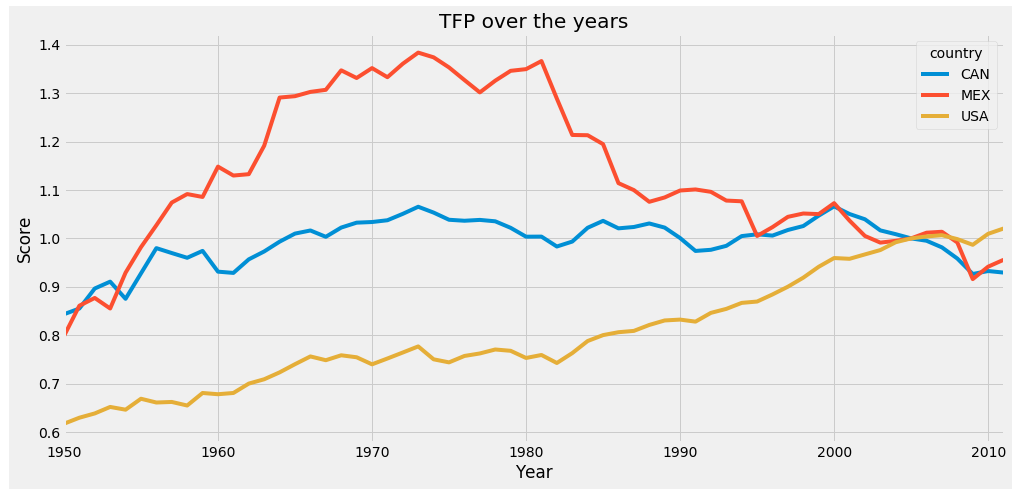 TFP over the years
Score
1.4
1.3
1.2
1.1
1.0
0.9
0.8
0.7
0.6
country
CAN
MEX
USA
1950 1960 1970 1980 1990 2000 2010
Year